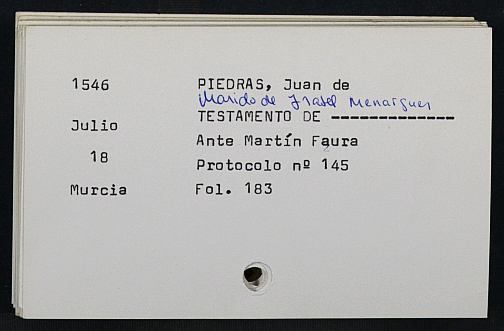 1546 PIEDRAS, Juan de
Marido de Isabel Menarguez
TESTAMENTO DE -------------
Julio
Ante Martín Faura
18
Protocolo nº 145
Murcia Fol. 183